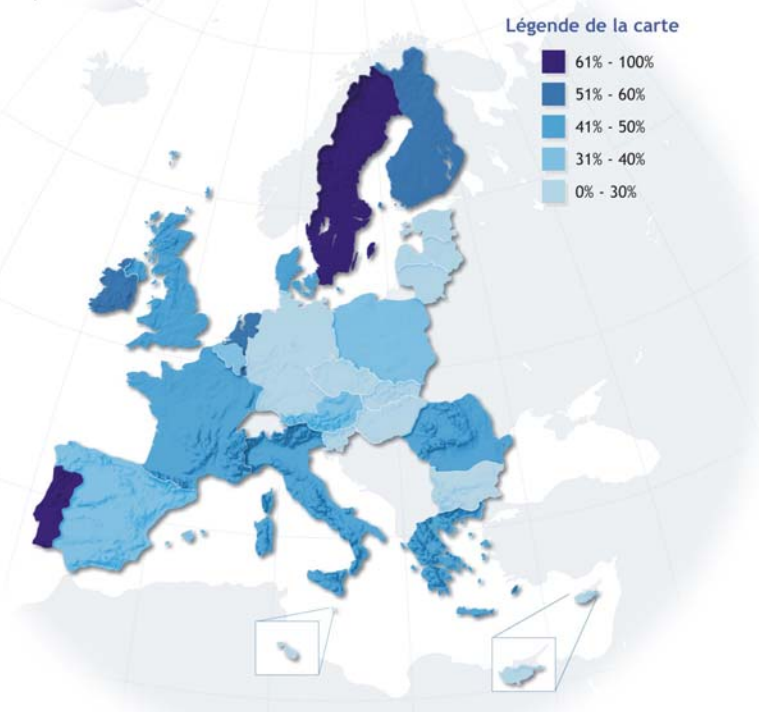 Légende de la carte
61% - 100%
51% - 60%
41% - 50%
31% - 40%
0% - 30%